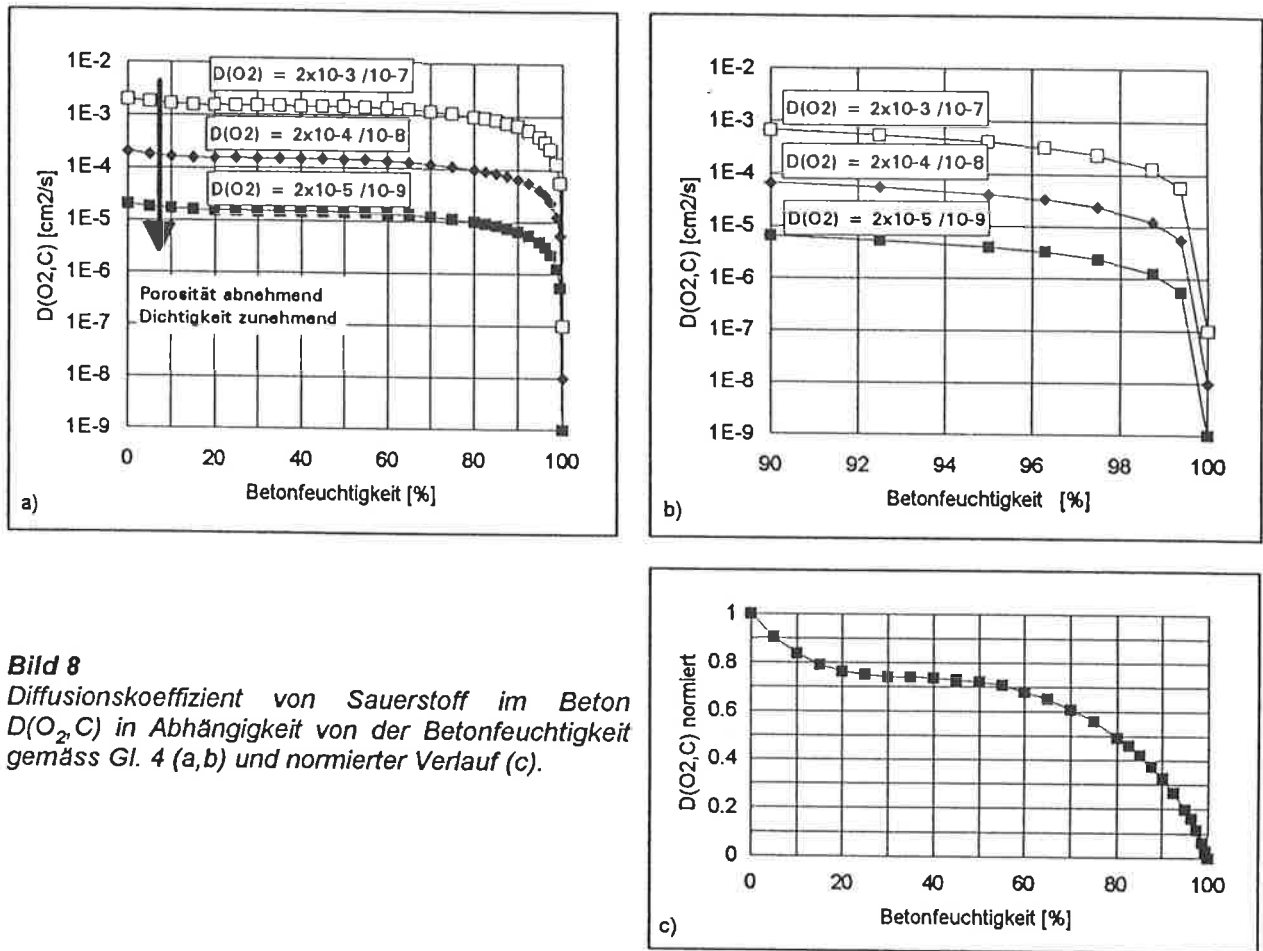 1E-2
1E-3
1E-4
1E-5
1E-6
1E-7
1E-8
1E-9
D(O2,C) [cm2/s]
D(O2) = 2x10-3 /10-7
D(O2) = 2x10-4 /10-8
D(O2) = 2x10-5 /10-9
Porosität abnehmend
Dichtigkeit zunehmend
0 20 40 60 80 100
Betonfeuchtigkeit [%]
a)
1E-2
1E-3
1E-4
1E-5
1E-6
1E-7
1E-8
1E-9
D(O2,C) [cm2/s]
D(O2) = 2x10-3 /10-7
D(O2) = 2x10-4 /10-8
D(O2) = 2x10-5 /10-9
90 92 94 96 98 100
Betonfeuchtigkeit [%]
b)
Bild 8
Diffusionskoeffizient von Sauerstoff im Beton
D(O₂,C) in Abhängigkeit von der Betonfeuchtigkeit
gemäss Gl. 4 (a,b) und normierter Verlauf (c).
1
0.8
0.6
0.4
0.2
0
D(O2,C) normiert
0 20 40 60 80 100
Betonfeuchtigkeit [%]
c)